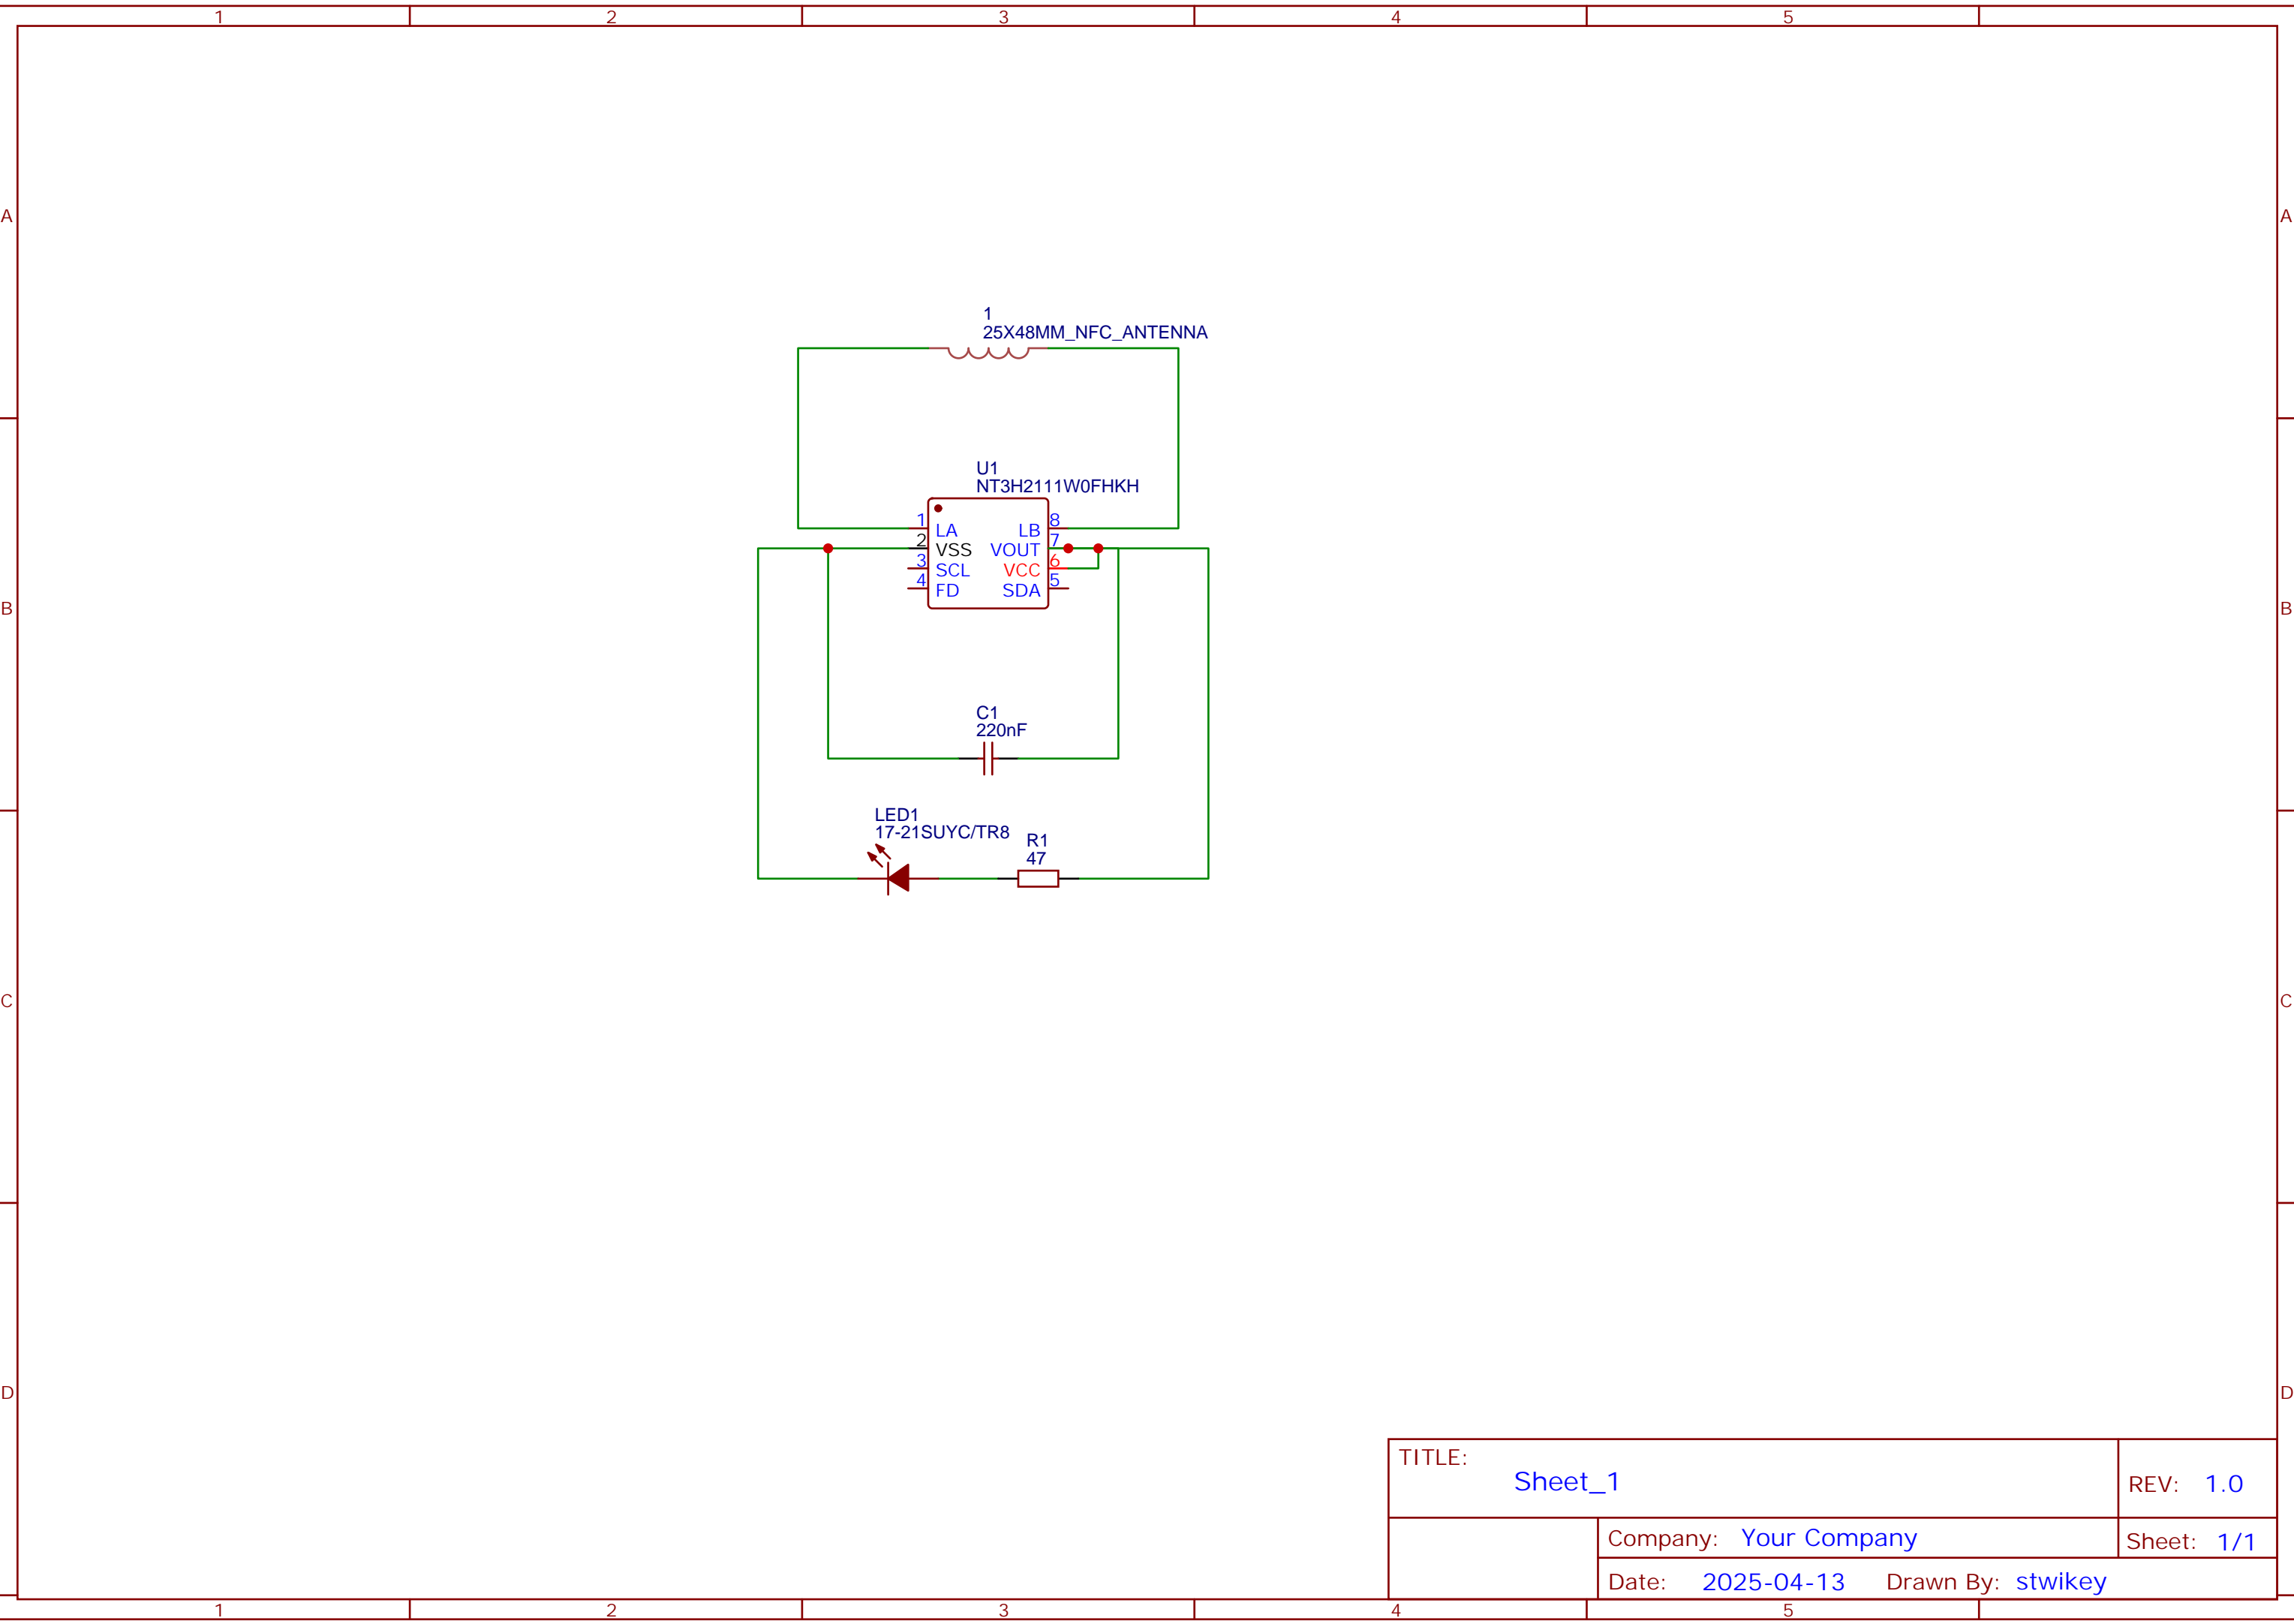 1 2 3 4 5
A A
1
25X48MM_NFC_ANTENNA
U1
NT3H2111W0FHKH
1 LA LB 8
2 VSS VOUT 7
3 SCL VCC 6
4 FD SDA 5
B B
C1
220nF
LED1
17-21SUYC/TR8
R1
47
C C
D D
TITLE:
Sheet_1
REV: 1.0
Company: Your Company
Sheet: 1/1
Date: 2025-04-13 Drawn By: stwikey
1 2 3 4 5